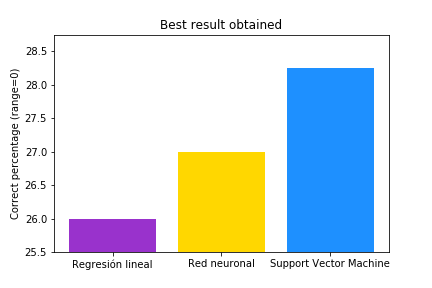 Best result obtained
Correct percentage (range=0)
28.5
28.0
27.5
27.0
26.5
26.0
25.5
Regresión lineal
Red neuronal
Support Vector Machine